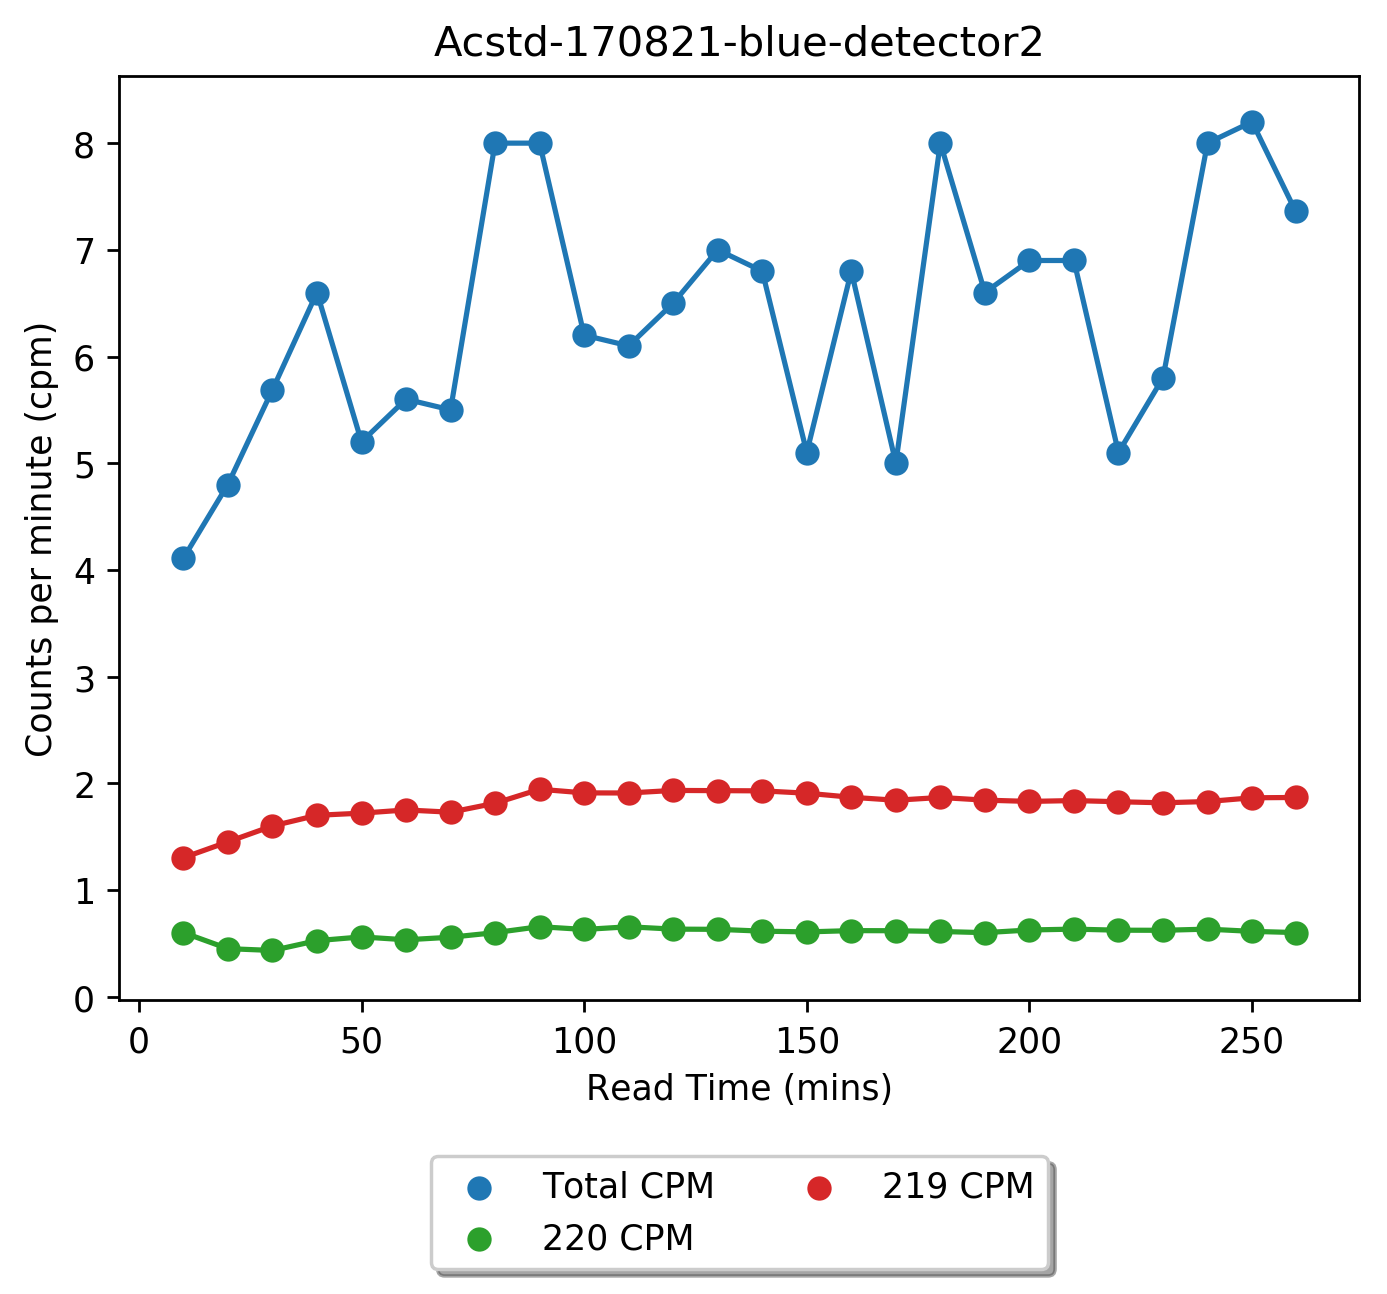 Acstd-170821-blue-detector2
Counts per minute (cpm)
8
7
6
5
4
3
2
1
0
0 50 100 150 200 250
Read Time (mins)
Total CPM 219 CPM
220 CPM